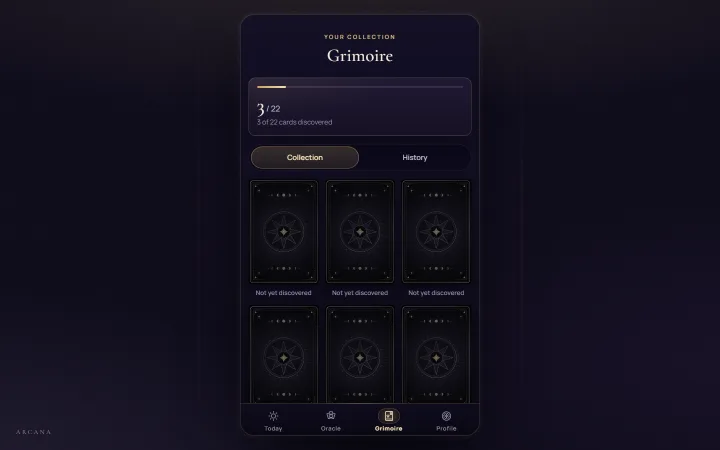 YOUR COLLECTION
Grimoire
3 / 22
3 of 22 cards discovered
Collection History
Not yet discovered Not yet discovered Not yet discovered
Today Oracle Grimoire Profile
ARCANA